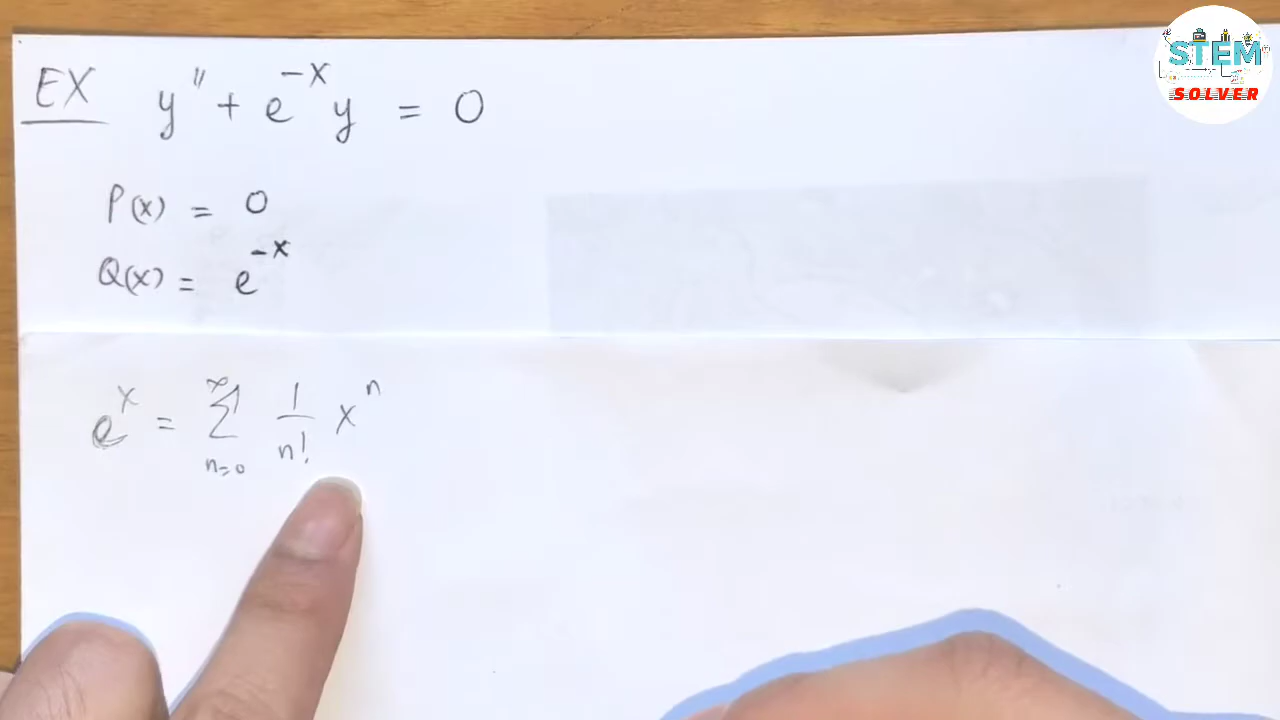 EX y'' + e^{-x} y = 0
P(x) = 0
Q(x) = e^{-x}
e^x = \sum_{n=0}^{\infty} \frac{1}{n!} x^n
STEM
SOLVER